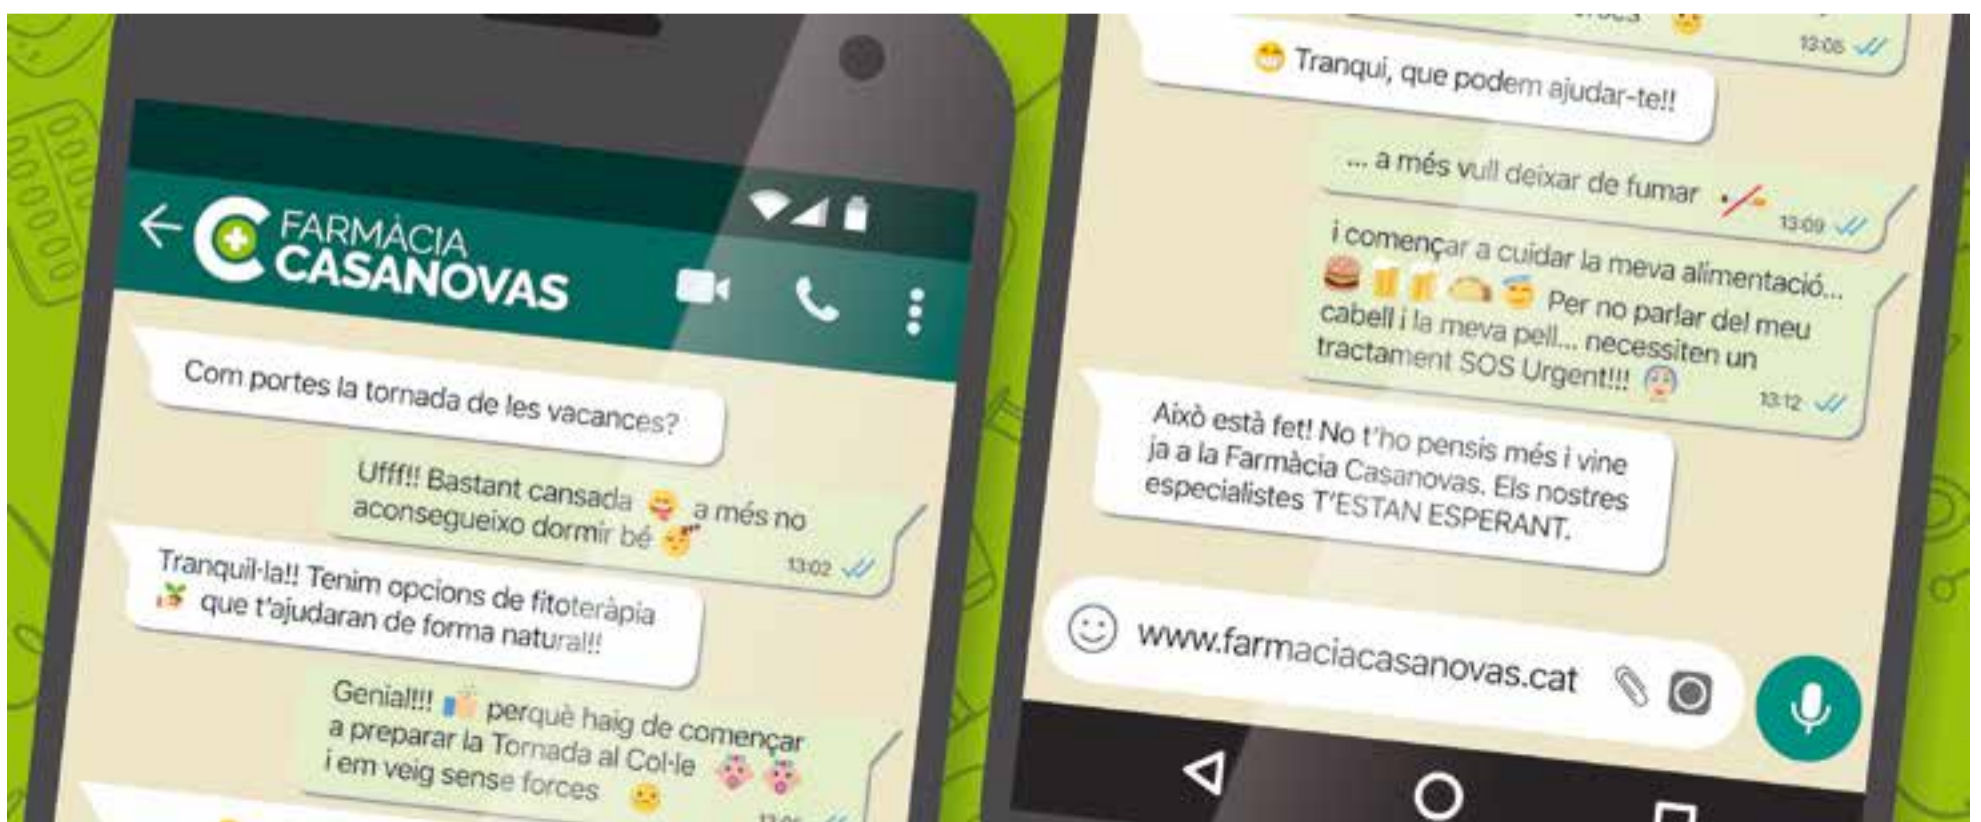 FARMÀCIA
CASANOVAS
Com portes la tornada de les vacances?
Ufff!! Bastant cansada a més no
aconsegueixo dormir bé
13:02
Tranquil·la!! Tenim opcions de fitoteràpia
que t'ajudaran de forma natural!!
Genial!!! perquè haig de començar
a preparar la Tornada al Col·le
i em veig sense forces
13:05
Tranqui, que podem ajudar-te!!
... a més vull deixar de fumar
13:09
i començar a cuidar la meva alimentació...
Per no parlar del meu
cabell i la meva pell... necessiten un
tractament SOS Urgent!!!
13:12
Això està fet! No t'ho pensis més i vine
ja a la Farmàcia Casanovas. Els nostres
especialistes T'ESTAN ESPERANT.
www.farmaciacasanovas.cat